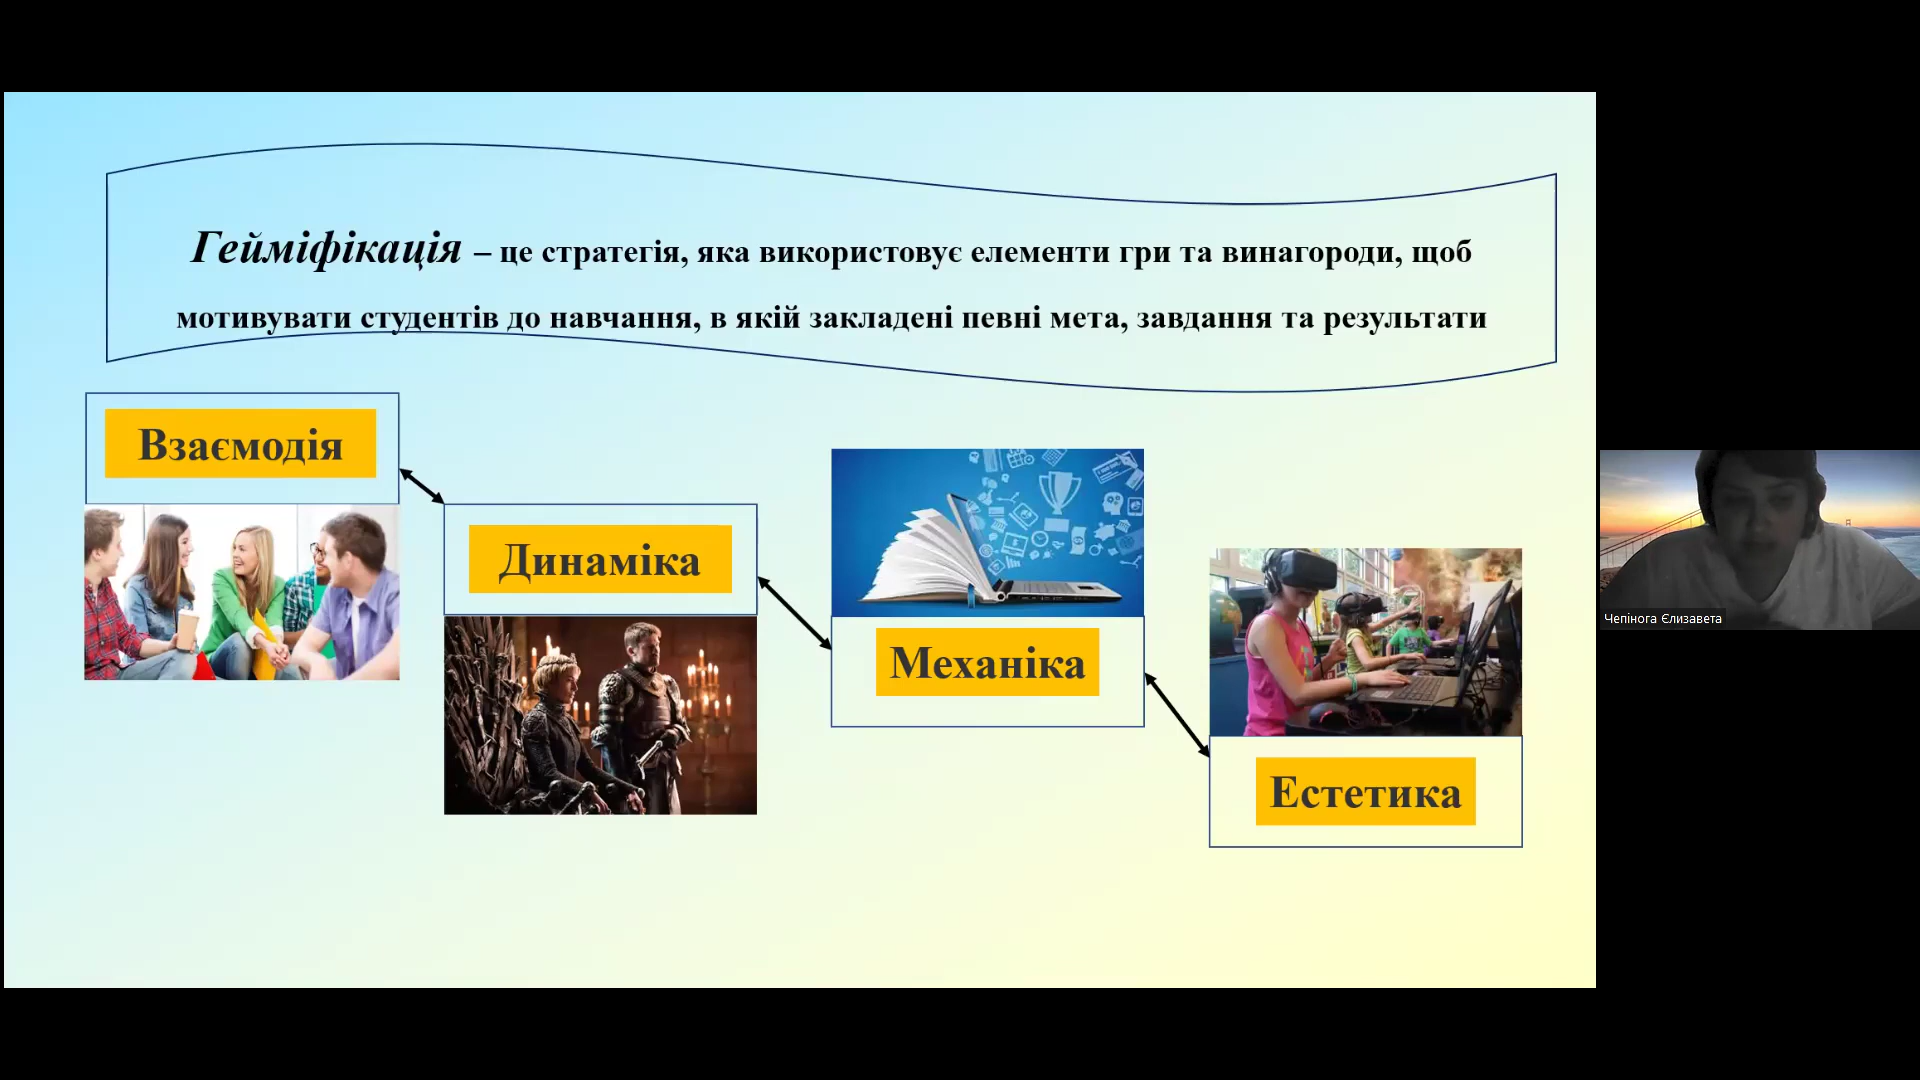 Гейміфікація – це стратегія, яка використовує елементи гри та винагороди, щоб
мотивувати студентів до навчання, в якій закладені певні мета, завдання та результати
Взаємодія
Динаміка
Механіка
Естетика
Чепінога Єлизавета